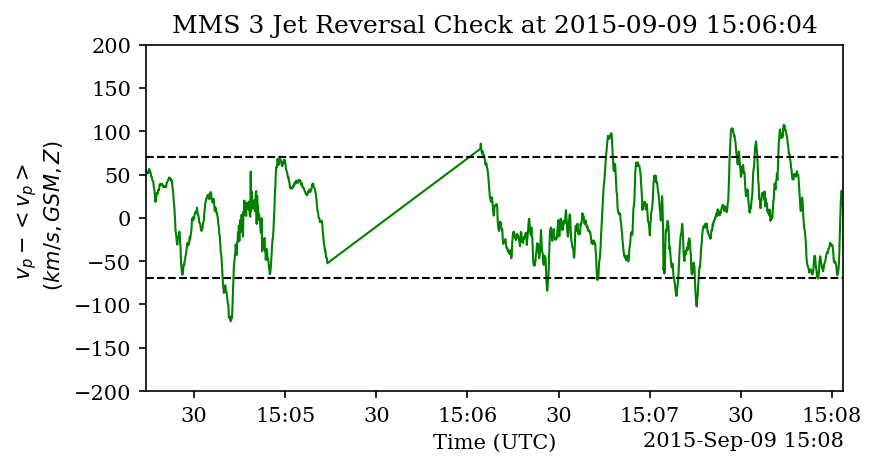 MMS 3 Jet Reversal Check at 2015-09-09 15:06:04
200
150
100
50
0
−50
−100
−150
−200
v_p − < v_p >
(km/s, GSM, Z)
30 15:05 30 15:06 30 15:07 30 15:08
Time (UTC)
2015-Sep-09 15:08